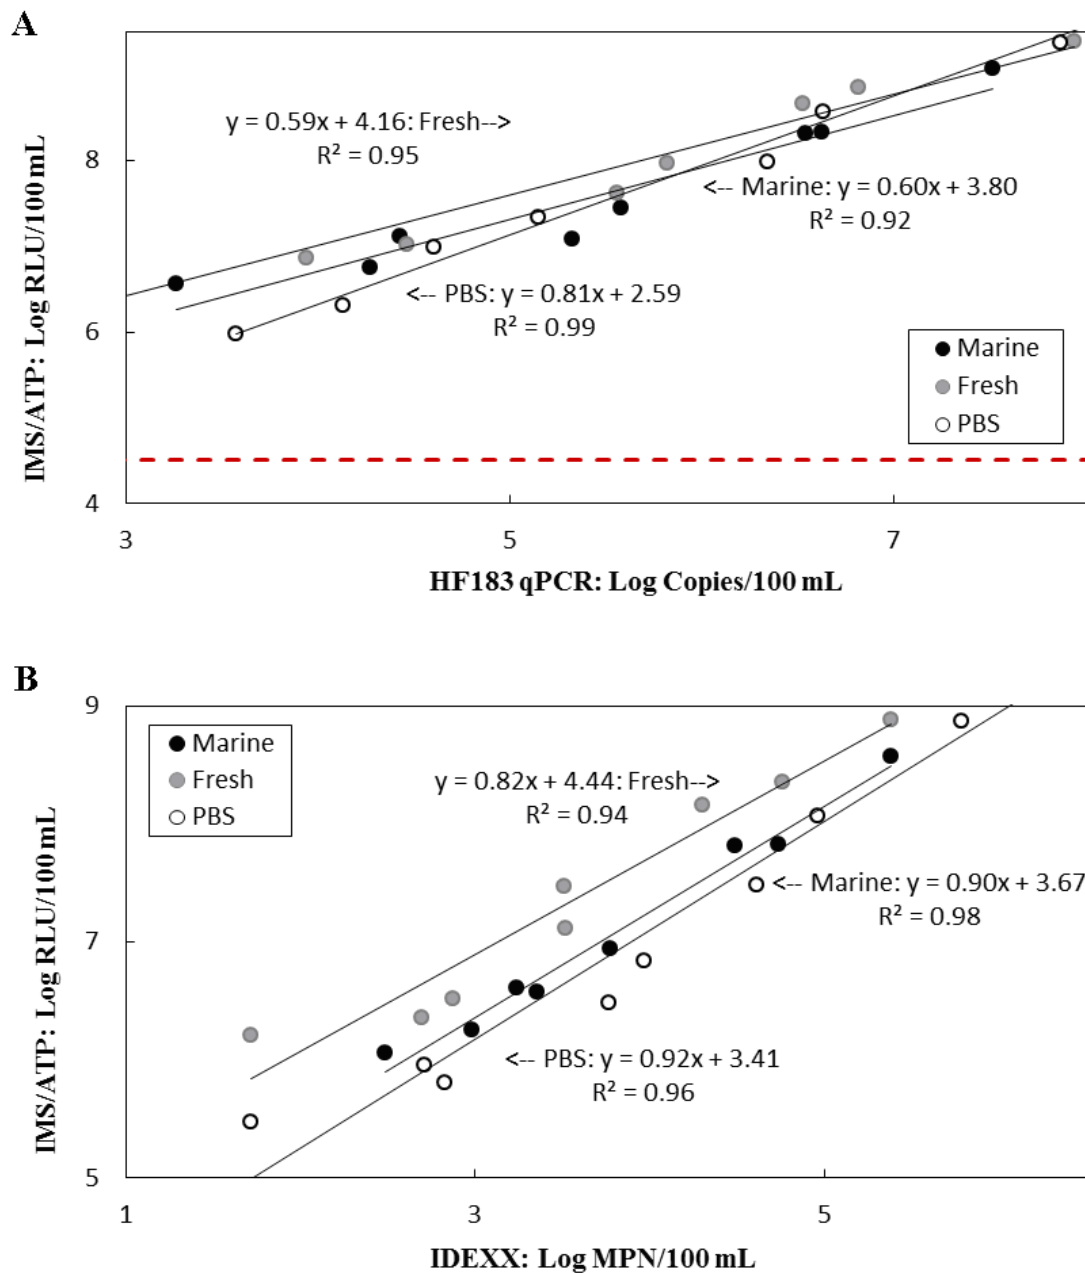 A
IMS/ATP: Log RLU/100 mL
8
6
4
y = 0.59x + 4.16: Fresh-->
R² = 0.95
<-- Marine: y = 0.60x + 3.80
R² = 0.92
<-- PBS: y = 0.81x + 2.59
R² = 0.99
Marine
Fresh
PBS
3 5 7
HF183 qPCR: Log Copies/100 mL
B
IMS/ATP: Log RLU/100 mL
9
7
5
Marine
Fresh
PBS
y = 0.82x + 4.44: Fresh-->
R² = 0.94
<-- Marine: y = 0.90x + 3.67
R² = 0.98
<-- PBS: y = 0.92x + 3.41
R² = 0.96
1 3 5
IDEXX: Log MPN/100 mL